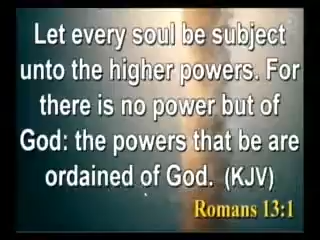 Let every soul be subject
unto the higher powers. For
there is no power but of
God: the powers that be are
ordained of God. (KJV)
Romans 13:1